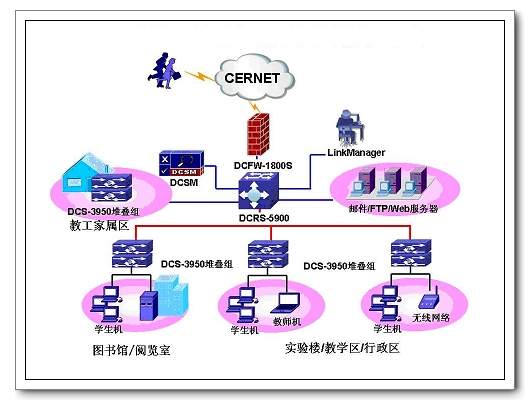 CERNET
DCFW-1800S
LinkManager
DCSM
DCSM
DCS-3950堆叠组
教工家属区
DCRS-5900
邮件/FTP/Web服务器
DCS-3950堆叠组
DCS-3950堆叠组
学生机
学生机
教师机
学生机
无线网络
图书馆/阅览室
实验楼/教学区/行政区